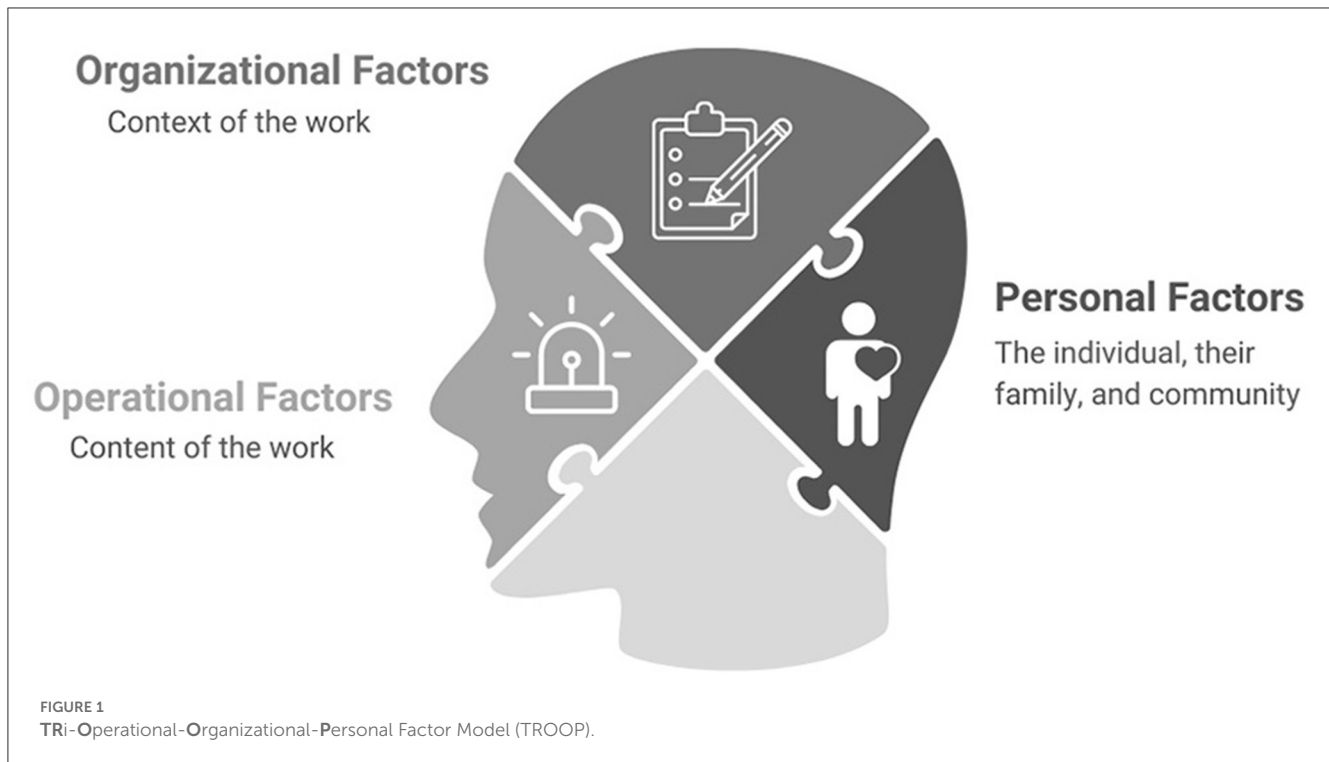 Organizational Factors
Context of the work
Personal Factors
The individual, their
family, and community
Operational Factors
Content of the work
FIGURE 1
TRi-Operational-Organizational-Personal Factor Model (TROOP).